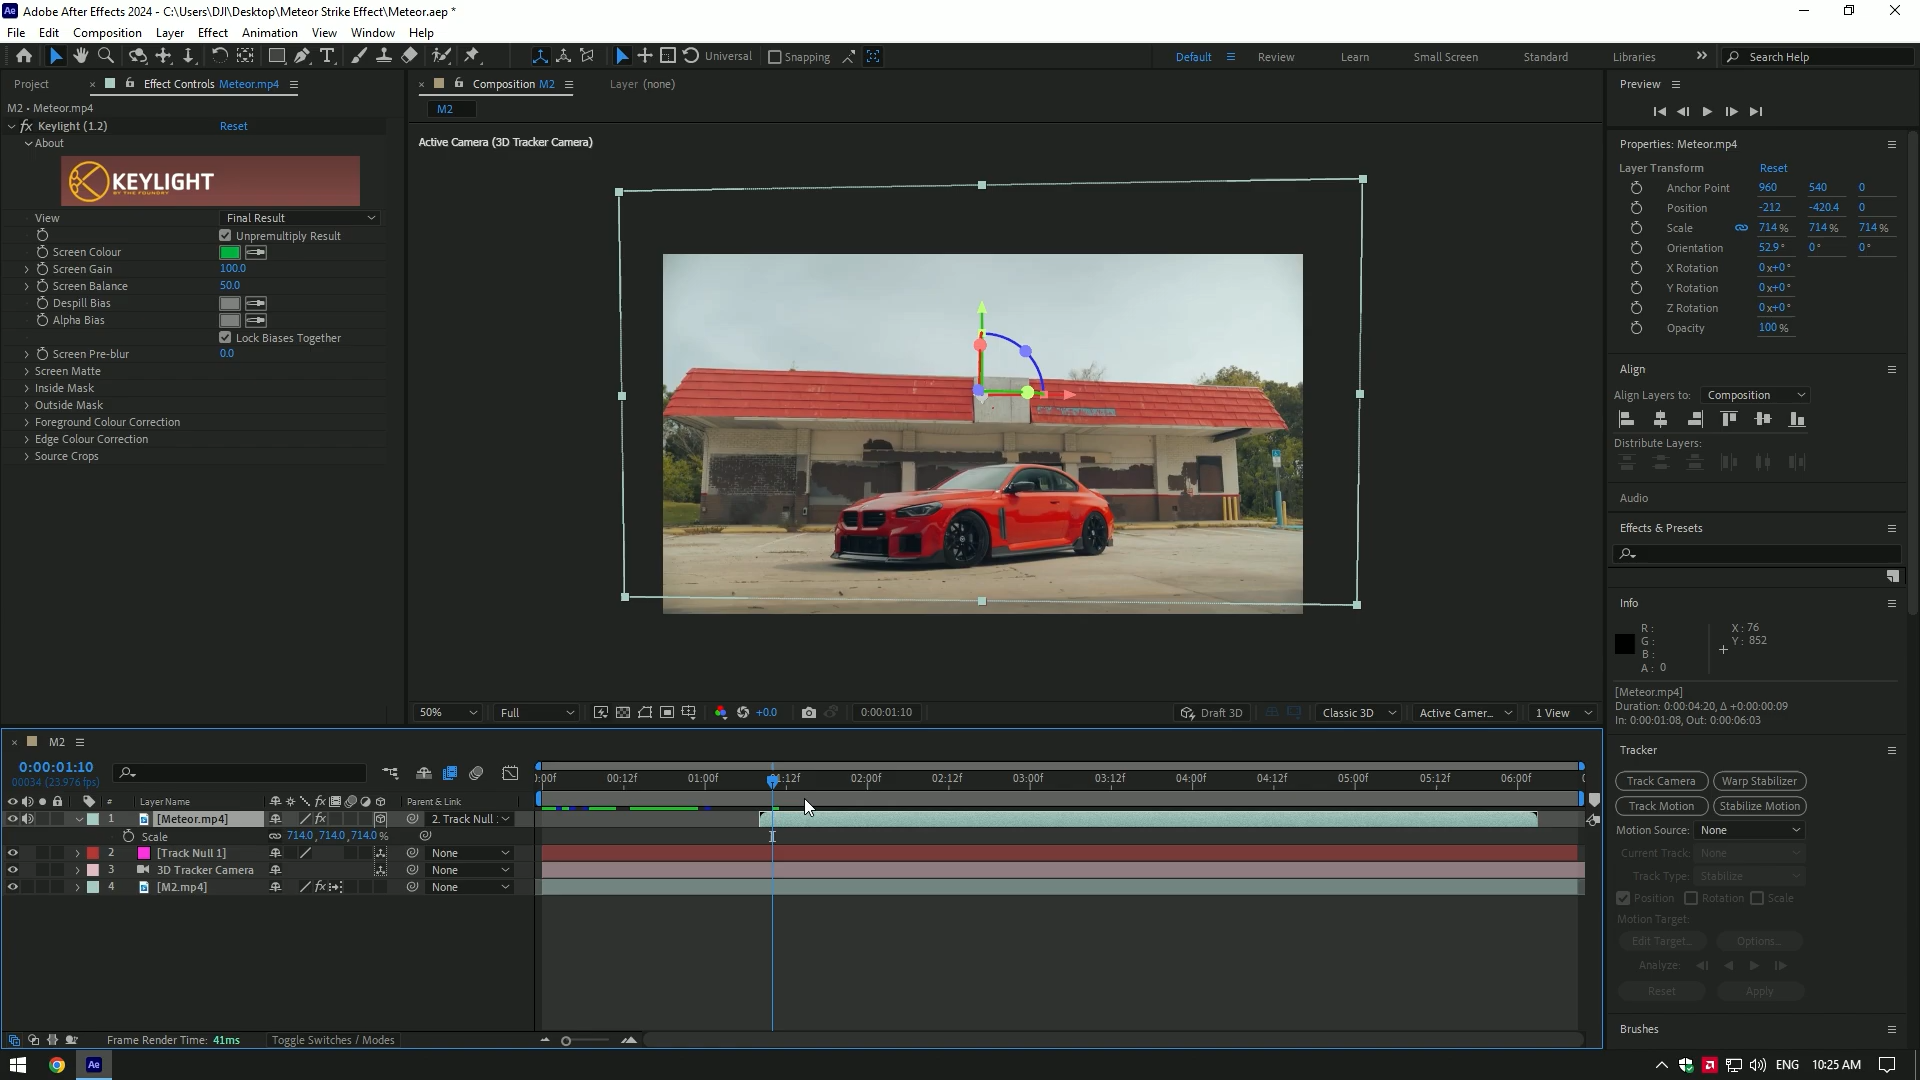 Adobe After Effects 2024 - C:\Users\DJI\Desktop\Meteor Strike Effect\Meteor.aep *
File Edit Composition Layer Effect Animation View Window Help
Universal Snapping Default Review Learn Small Screen Standard Libraries Search Help
Project Effect Controls Meteor.mp4
M2 • Meteor.mp4
fx Keylight (1.2) Reset
About
KEYLIGHT
BY THE FOUNDRY
View Final Result
Unpremultiply Result
Screen Colour
Screen Gain 100.0
Screen Balance 50.0
Despill Bias
Alpha Bias
Lock Biases Together
Screen Pre-blur 0.0
Screen Matte
Inside Mask
Outside Mask
Foreground Colour Correction
Edge Colour Correction
Source Crops
Composition M2 Layer (none)
M2
Active Camera (3D Tracker Camera)
50% Full +0.0 0:00:01:10 Draft 3D Classic 3D Active Camer... 1 View
Preview
Properties: Meteor.mp4
Layer Transform Reset
Anchor Point 960 540 0
Position -212 -420.4 0
Scale 714 % 714 % 714 %
Orientation 52.9° 0° 0°
X Rotation 0x+0°
Y Rotation 0x+0°
Z Rotation 0x+0°
Opacity 100 %
Align
Align Layers to: Composition
Distribute Layers:
Audio
Effects & Presets
Info
R: X: 76
G: Y: 852
B:
A: 0
[Meteor.mp4]
Duration: 0:00:04:20, Δ +0:00:00:09
In: 0:00:01:08, Out: 0:00:06:03
Tracker
Track Camera Warp Stabilizer
Track Motion Stabilize Motion
Motion Source: None
Current Track: None
Track Type: Stabilize
Position Rotation Scale
Motion Target:
Edit Target... Options...
Analyze:
Reset Apply
Brushes
M2
0:00:01:10
00034 (23.976 fps)
:00f 00:12f 01:00f 01:12f 02:00f 02:12f 03:00f 03:12f 04:00f 04:12f 05:00f 05:12f 06:00f
# Layer Name fx Parent & Link
1 [Meteor.mp4] fx 2. Track Null
Scale 714.0, 714.0, 714.0 %
2 [Track Null 1] None
3 3D Tracker Camera None
4 [M2.mp4] fx None
Frame Render Time: 41ms Toggle Switches / Modes
Ae ENG 10:25 AM